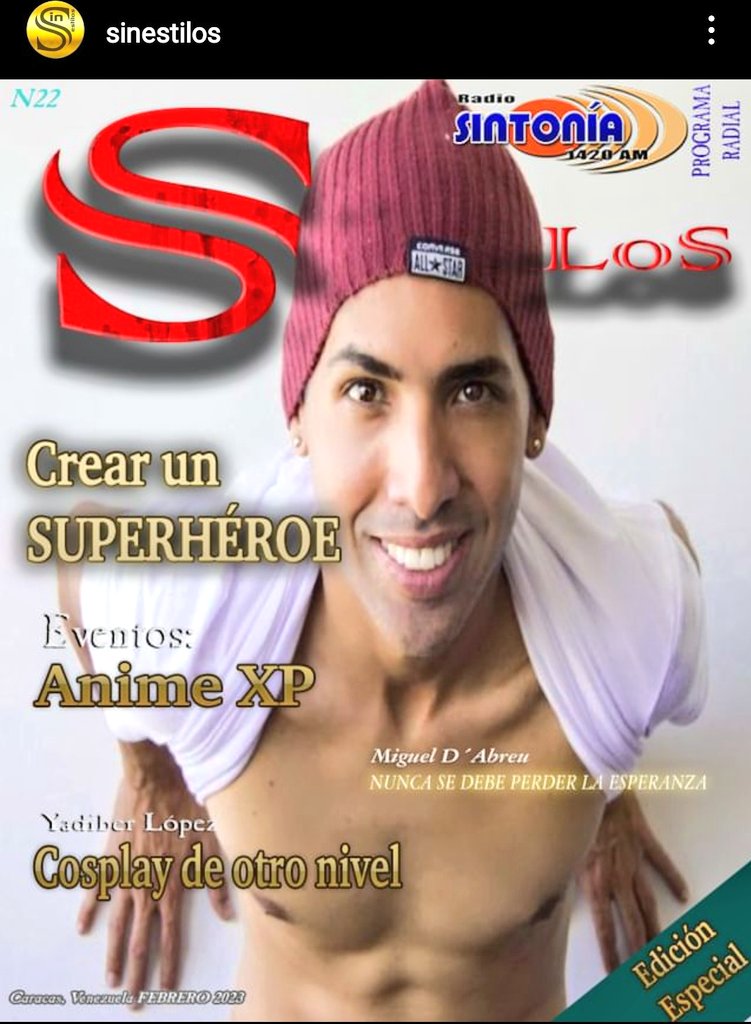 Sin
estilos
sinestilos
N22
Radio
SINTONÍA
1420 AM
PROGRAMA
RADIAL
S
LoS
CONVERSE
ALL★STAR
Crear un
SUPERHÉROE
Eventos:
Anime XP
Miguel D´Abreu
NUNCA SE DEBE PERDER LA ESPERANZA
Yadiber López
Cosplay de otro nivel
Edición
Especial
Caracas, Venezuela FEBRERO 2023